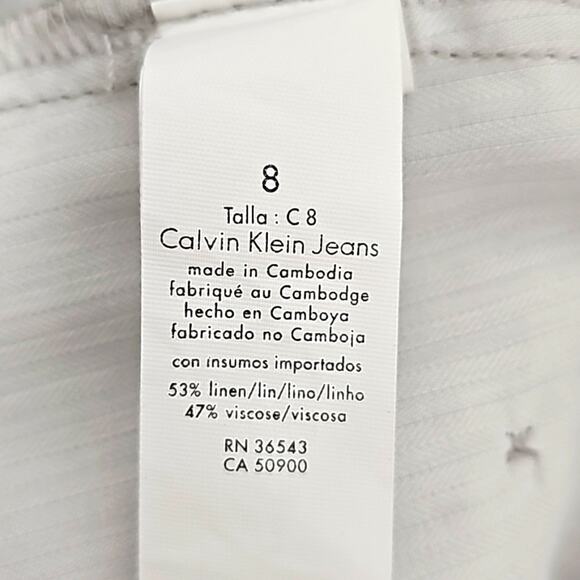 8
Talla : C 8
Calvin Klein Jeans
made in Cambodia
fabriqué au Cambodge
hecho en Camboya
fabricado no Camboja
con insumos importados
53% linen/lin/lino/linho
47% viscose/viscosa
RN 36543
CA 50900